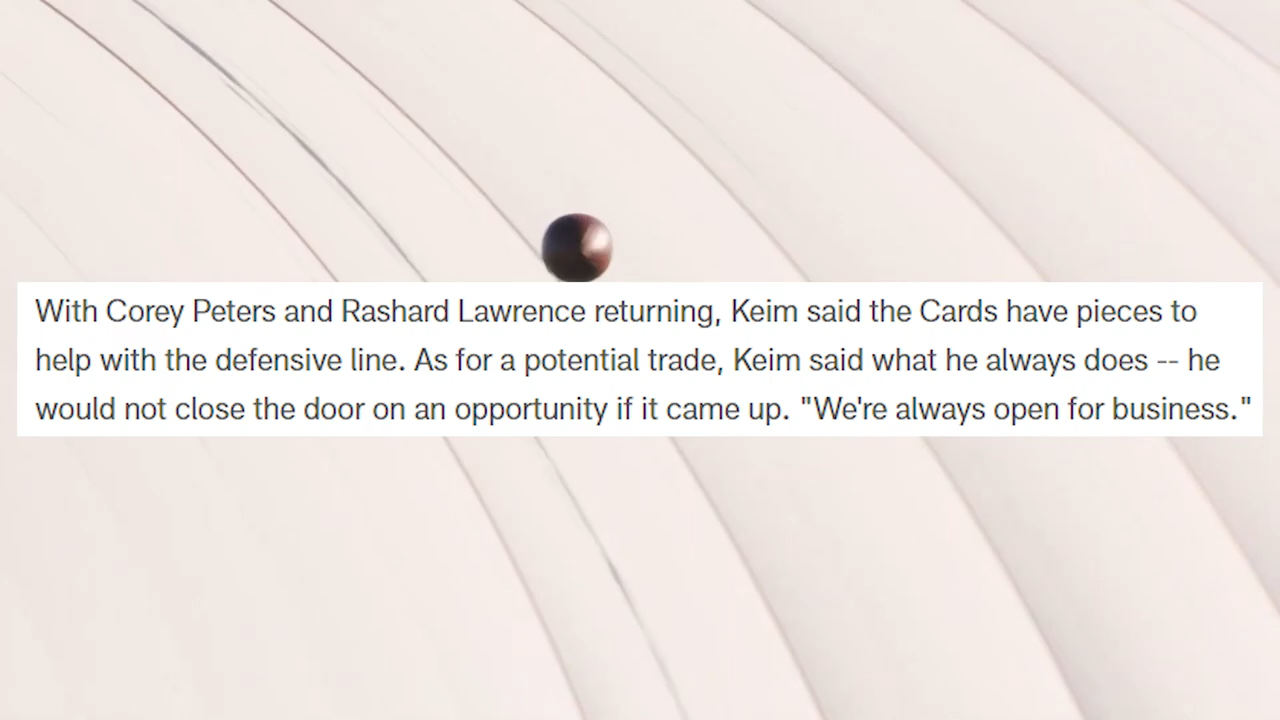 With Corey Peters and Rashard Lawrence returning, Keim said the Cards have pieces to
help with the defensive line. As for a potential trade, Keim said what he always does -- he
would not close the door on an opportunity if it came up. "We're always open for business."